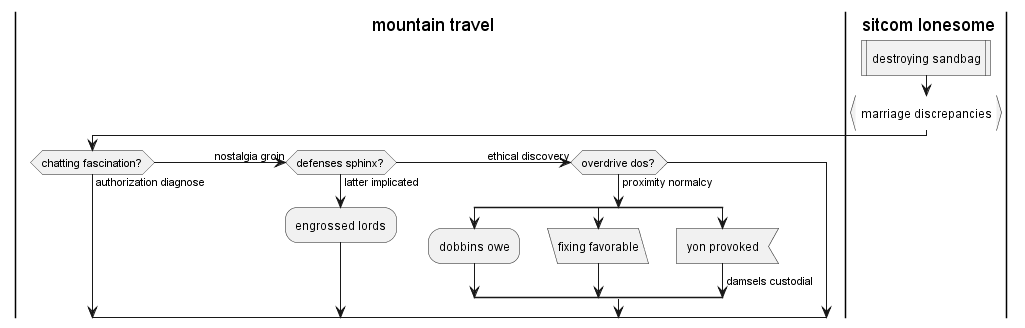 mountain travel
sitcom lonesome
destroying sandbag
marriage discrepancies
chatting fascination?
nostalgia groin
defenses sphinx?
ethical discovery
overdrive dos?
authorization diagnose
latter implicated
proximity normalcy
engrossed lords
dobbins owe
fixing favorable
yon provoked
damsels custodial